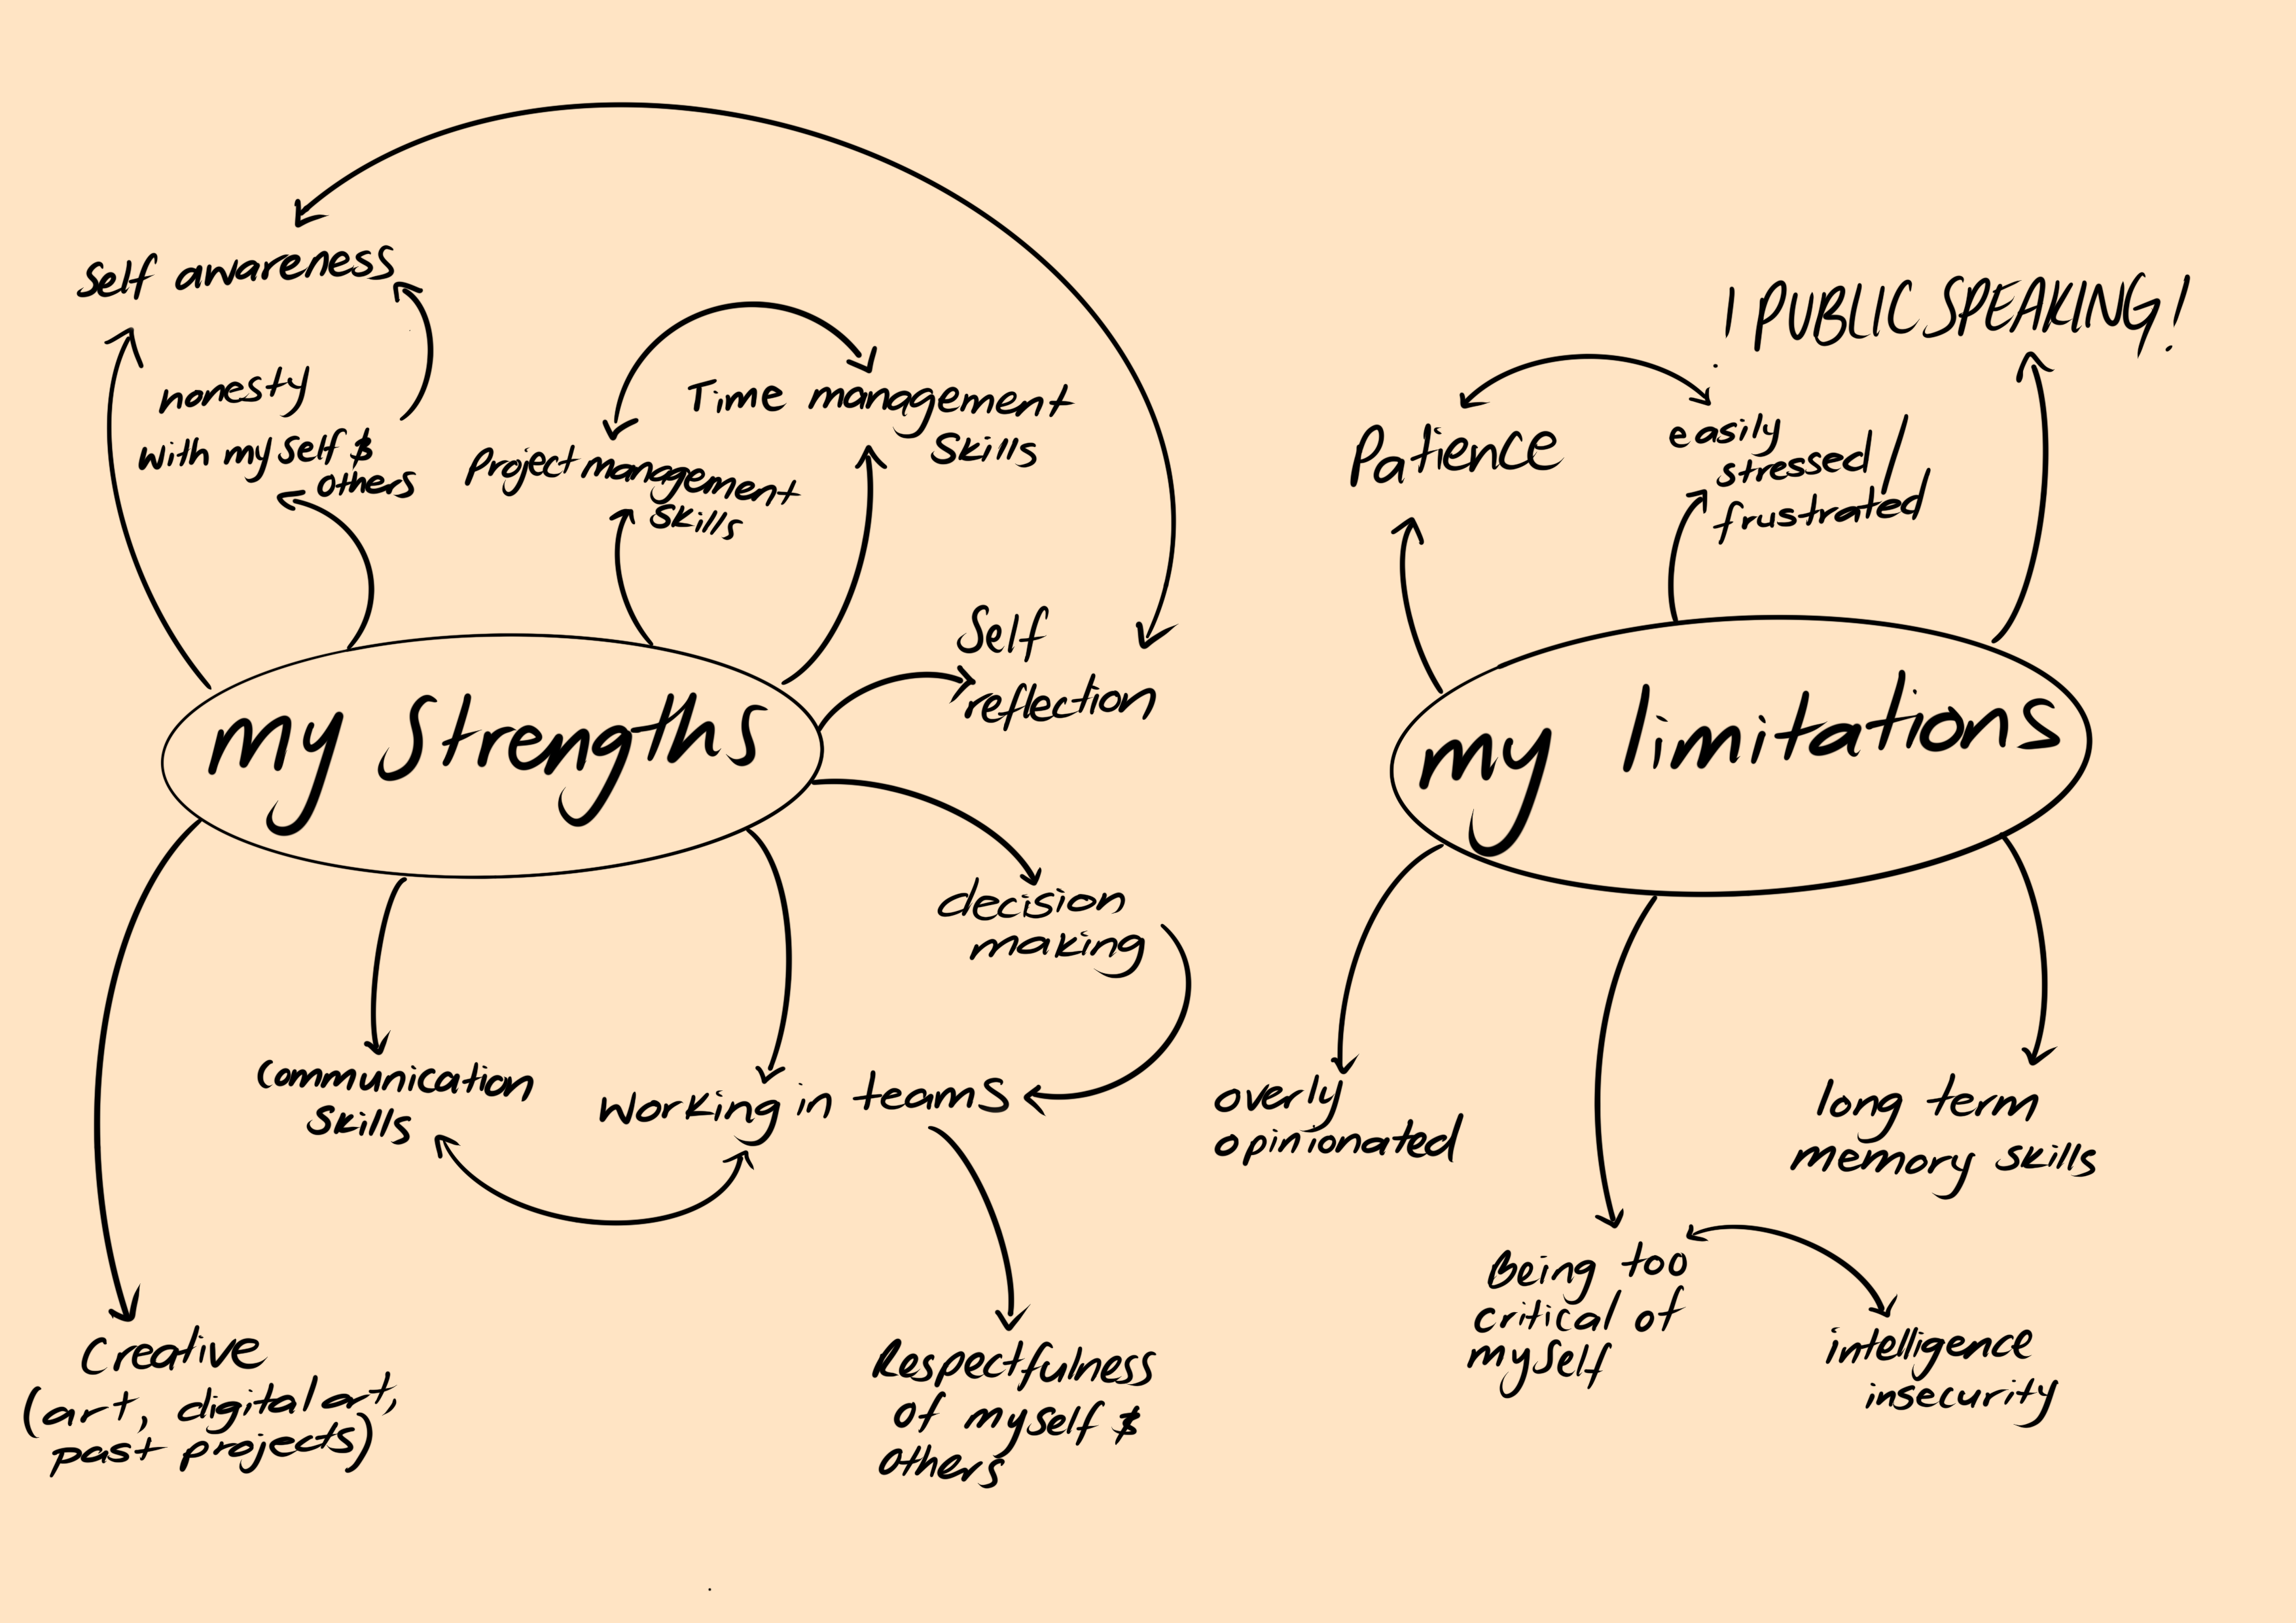 Self awareness
honesty
with my self &
others
Time management
Skills
Project management
Skills
Self
reflection
my Strengths
decision
making
Communication
Skills
Working in teams
Creative
(art, digital art,
past projects)
Respectfulness
of myself &
others
! PUBLIC SPEAKING!
Patience
easily
stressed/
frustrated/
my limitations
overly
opinionated
long term
memory skills
Being too
critical of
myself
intelligence
insecurity